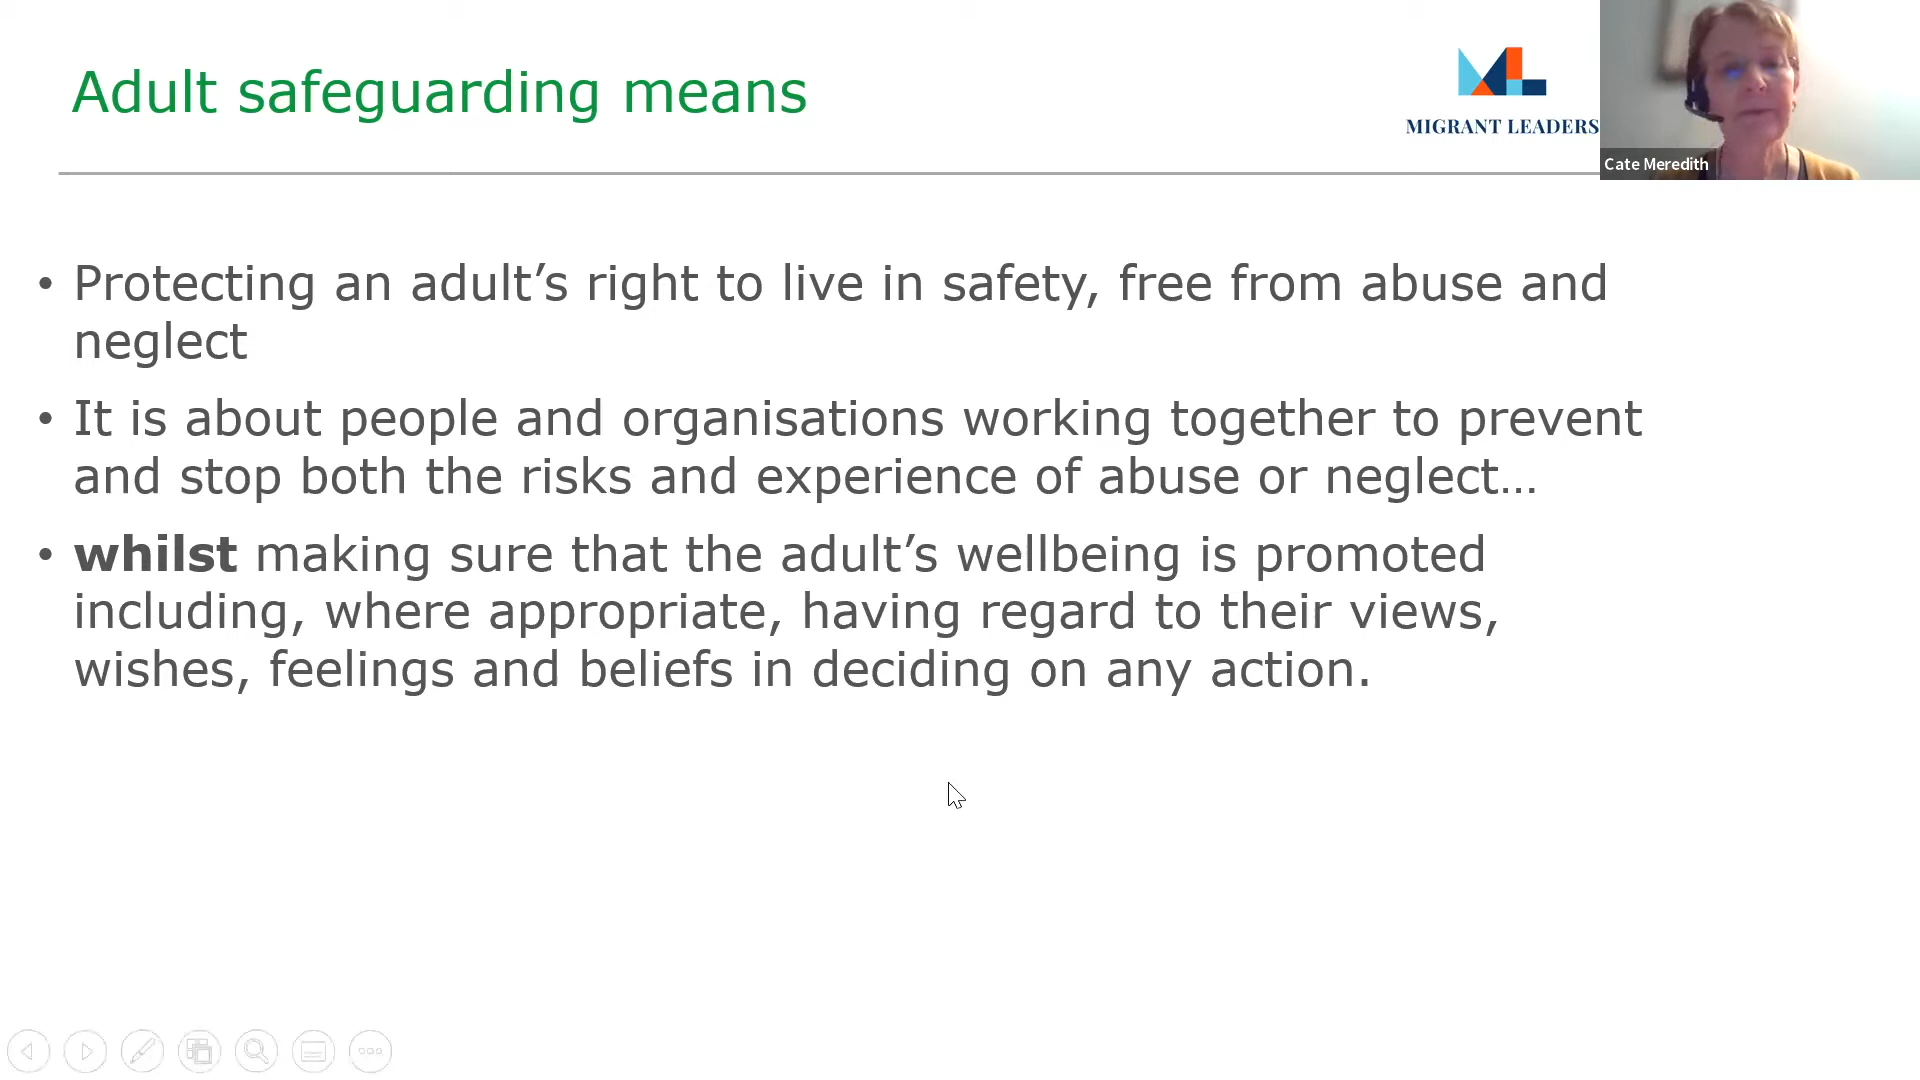 Adult safeguarding means
MIGRANT LEADERS
Cate Meredith
• Protecting an adult’s right to live in safety, free from abuse and
neglect
• It is about people and organisations working together to prevent
and stop both the risks and experience of abuse or neglect…
• whilst making sure that the adult’s wellbeing is promoted
including, where appropriate, having regard to their views,
wishes, feelings and beliefs in deciding on any action.